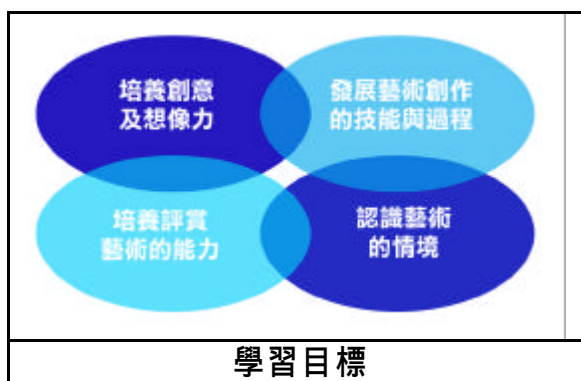 培養創意
及想像力
發展藝術創作
的技能與過程
培養評賞
藝術的能力
認識藝術
的情境
學習目標